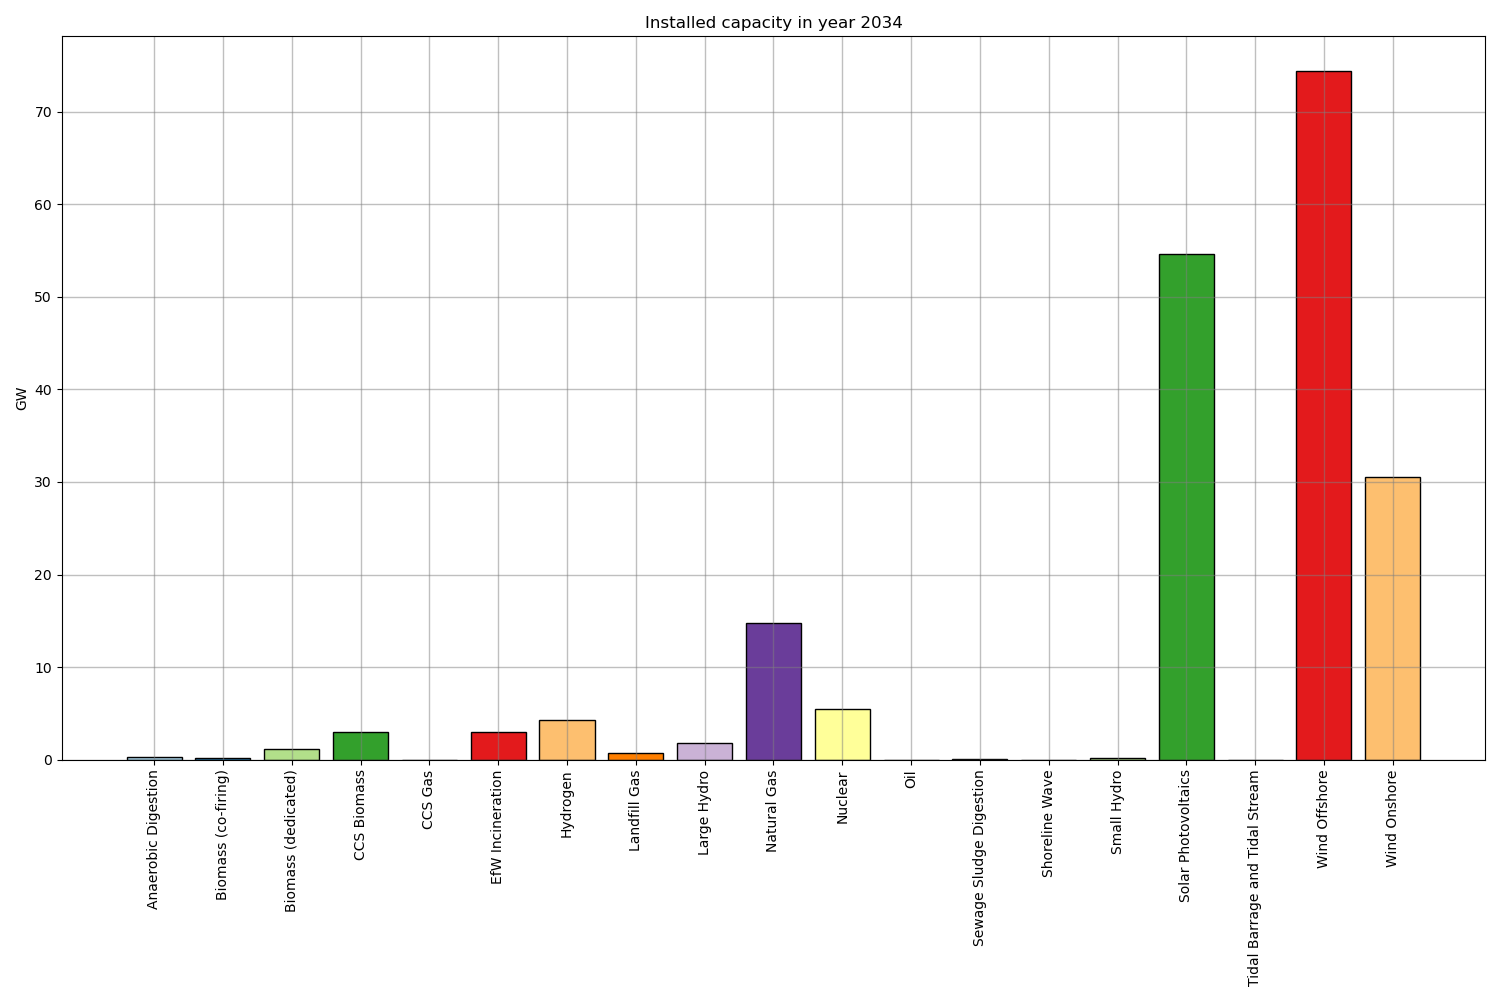 Installed capacity in year 2034
GW
70
60
50
40
30
20
10
0
Anaerobic Digestion
Biomass (co-firing)
Biomass (dedicated)
CCS Biomass
CCS Gas
EfW Incineration
Hydrogen
Landfill Gas
Large Hydro
Natural Gas
Nuclear
Oil
Sewage Sludge Digestion
Shoreline Wave
Small Hydro
Solar Photovoltaics
Tidal Barrage and Tidal Stream
Wind Offshore
Wind Onshore